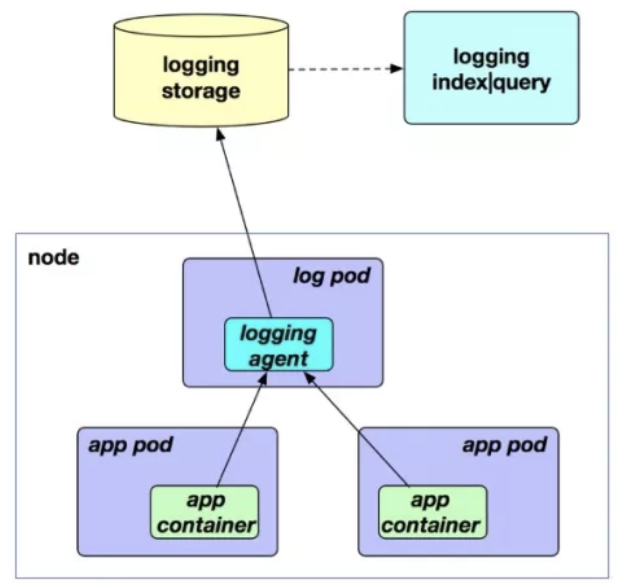 logging
storage
logging
index|query
node
log pod
logging
agent
app pod
app
container
app pod
app
container